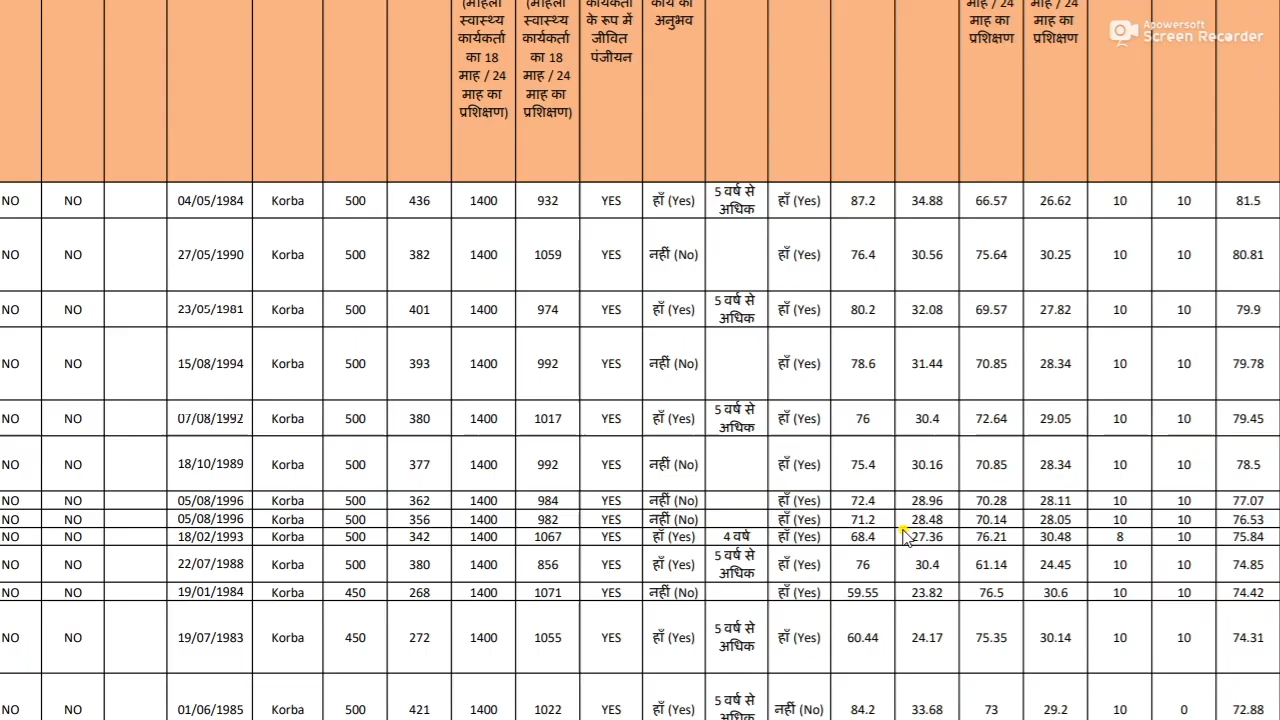 (महिला स्वास्थ्य कार्यकर्ता का 18 माह / 24 माह का प्रशिक्षण)
(महिला स्वास्थ्य कार्यकर्ता का 18 माह / 24 माह का प्रशिक्षण)
कार्यकर्ता के रूप में जीवित पंजीयन
कार्य का अनुभव
माह / 24 माह का प्रशिक्षण
माह / 24 माह का प्रशिक्षण
Apowersoft
Screen Recorder
NO NO 04/05/1984 Korba 500 436 1400 932 YES हाँ (Yes) 5 वर्ष से अधिक हाँ (Yes) 87.2 34.88 66.57 26.62 10 10 81.5
NO NO 27/05/1990 Korba 500 382 1400 1059 YES नहीं (No) हाँ (Yes) 76.4 30.56 75.64 30.25 10 10 80.81
NO NO 23/05/1981 Korba 500 401 1400 974 YES हाँ (Yes) 5 वर्ष से अधिक हाँ (Yes) 80.2 32.08 69.57 27.82 10 10 79.9
NO NO 15/08/1994 Korba 500 393 1400 992 YES नहीं (No) हाँ (Yes) 78.6 31.44 70.85 28.34 10 10 79.78
NO NO 07/08/1992 Korba 500 380 1400 1017 YES हाँ (Yes) 5 वर्ष से अधिक हाँ (Yes) 76 30.4 72.64 29.05 10 10 79.45
NO NO 18/10/1989 Korba 500 377 1400 992 YES नहीं (No) हाँ (Yes) 75.4 30.16 70.85 28.34 10 10 78.5
NO NO 05/08/1996 Korba 500 362 1400 984 YES नहीं (No) हाँ (Yes) 72.4 28.96 70.28 28.11 10 10 77.07
NO NO 05/08/1996 Korba 500 356 1400 982 YES नहीं (No) हाँ (Yes) 71.2 28.48 70.14 28.05 10 10 76.53
NO NO 18/02/1993 Korba 500 342 1400 1067 YES हाँ (Yes) 4 वर्ष हाँ (Yes) 68.4 27.36 76.21 30.48 8 10 75.84
NO NO 22/07/1988 Korba 500 380 1400 856 YES हाँ (Yes) 5 वर्ष से अधिक हाँ (Yes) 76 30.4 61.14 24.45 10 10 74.85
NO NO 19/01/1984 Korba 450 268 1400 1071 YES नहीं (No) हाँ (Yes) 59.55 23.82 76.5 30.6 10 10 74.42
NO NO 19/07/1983 Korba 450 272 1400 1055 YES हाँ (Yes) 5 वर्ष से अधिक हाँ (Yes) 60.44 24.17 75.35 30.14 10 10 74.31
NO NO 01/06/1985 Korba 500 421 1400 1022 YES हाँ (Yes) 5 वर्ष से अधिक नहीं (No) 84.2 33.68 73 29.2 10 0 72.88